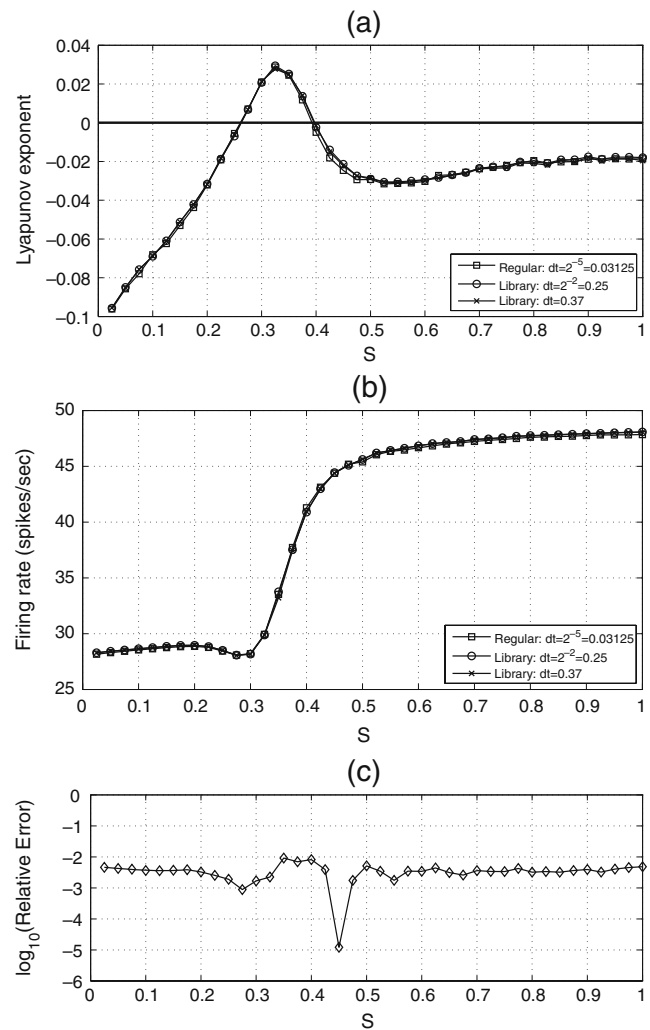 (a)
0.04
0.02
0
−0.02
−0.04
−0.06
−0.08
−0.1
Lyapunov exponent
Regular: dt=2⁻⁵=0.03125
Library: dt=2⁻²=0.25
Library: dt=0.37
0 0.1 0.2 0.3 0.4 0.5 0.6 0.7 0.8 0.9 1
S
(b)
50
45
40
35
30
25
Firing rate (spikes/sec)
Regular: dt=2⁻⁵=0.03125
Library: dt=2⁻²=0.25
Library: dt=0.37
0 0.1 0.2 0.3 0.4 0.5 0.6 0.7 0.8 0.9 1
S
(c)
0
−1
−2
−3
−4
−5
−6
log₁₀(Relative Error)
0 0.1 0.2 0.3 0.4 0.5 0.6 0.7 0.8 0.9 1
S